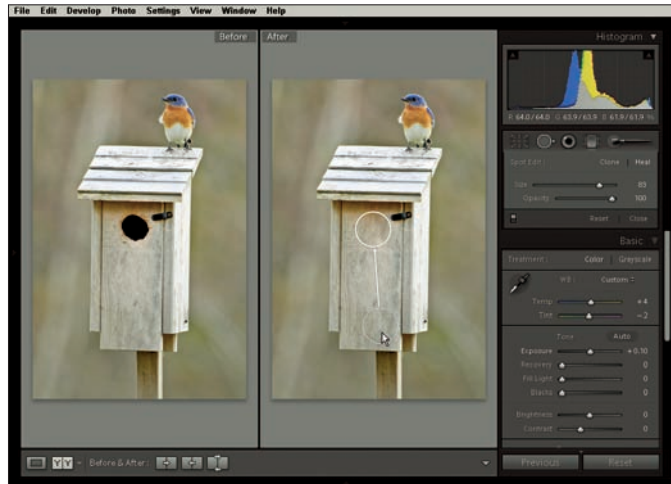 File Edit Develop Photo Settings View Window Help
Before
After
Histogram
R 64.0/64.0 G 63.9/63.9 B 61.9/61.9 %
Spot Edit : Clone | Heal
Size 83
Opacity 100
Reset | Close
Basic
Treatment : Color | Greyscale
WB : Custom
Temp +4
Tint -2
Tone Auto
Exposure +0.10
Recovery 0
Fill Light 0
Blacks 0
Brightness 0
Contrast 0
Y Y Before & After :
Previous Reset